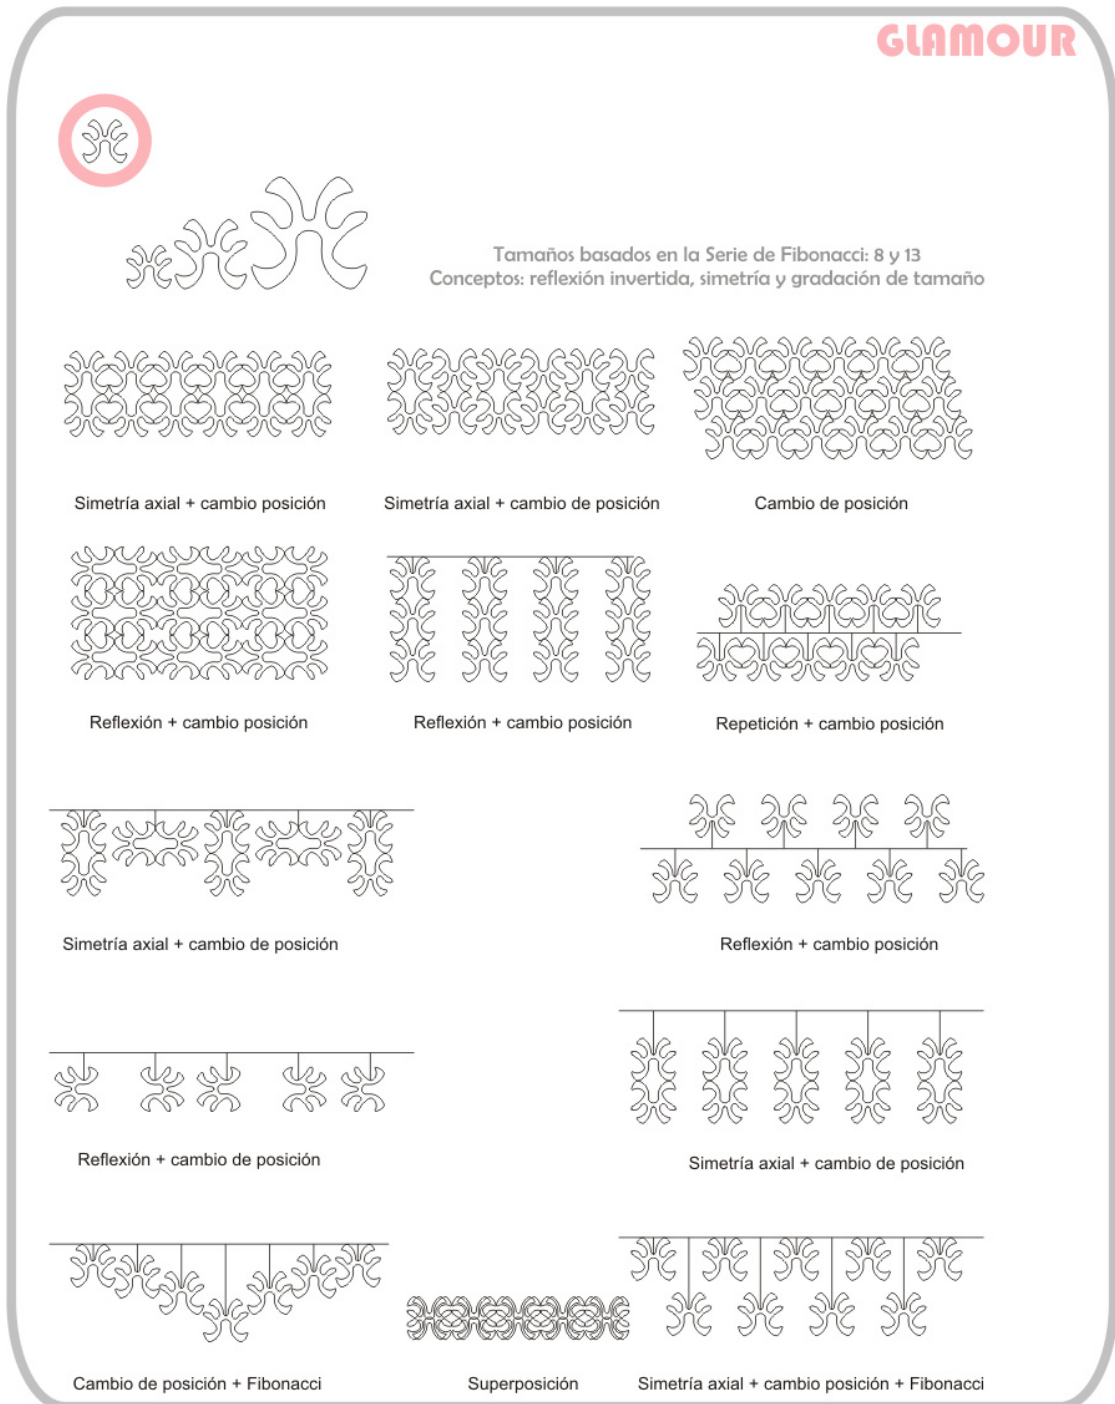 GLAMOUR
Tamaños basados en la Serie de Fibonacci: 8 y 13
Conceptos: reflexión invertida, simetría y gradación de tamaño
Simetría axial + cambio posición
Simetría axial + cambio de posición
Cambio de posición
Reflexión + cambio posición
Reflexión + cambio posición
Repetición + cambio posición
Simetría axial + cambio de posición
Reflexión + cambio posición
Reflexión + cambio de posición
Simetría axial + cambio de posición
Cambio de posición + Fibonacci
Superposición
Simetría axial + cambio posición + Fibonacci